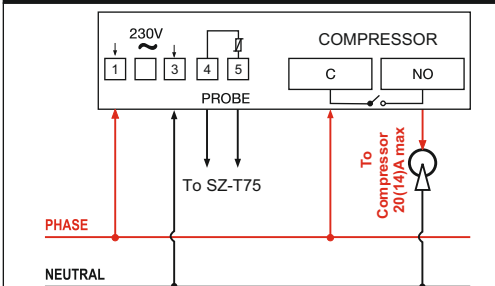 230V
COMPRESSOR
1
3
4
5
C
NO
PROBE
To
Compressor
20(14)A max
To SZ-T75
PHASE
NEUTRAL